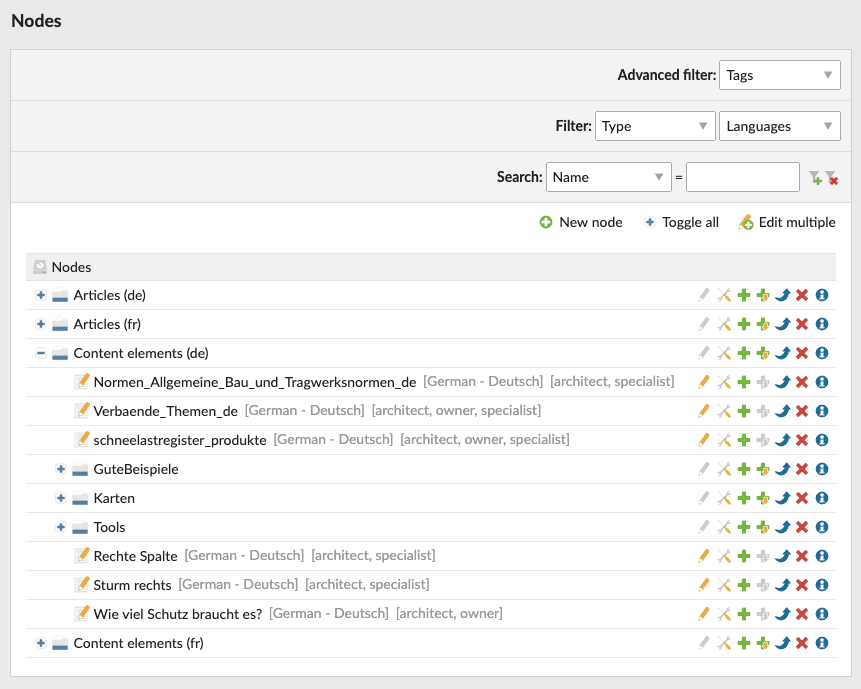 Nodes
Advanced filter: Tags
Filter: Type Languages
Search: Name =
New node Toggle all Edit multiple
Nodes
Articles (de)
Articles (fr)
Content elements (de)
Normen_Allgemeine_Bau_und_Tragwerksnormen_de [German - Deutsch] [architect, specialist]
Verbaende_Themen_de [German - Deutsch] [architect, owner, specialist]
schneelastregister_produkte [German - Deutsch] [architect, owner, specialist]
GuteBeispiele
Karten
Tools
Rechte Spalte [German - Deutsch] [architect, specialist]
Sturm rechts [German - Deutsch] [architect, specialist]
Wie viel Schutz braucht es? [German - Deutsch] [architect, owner]
Content elements (fr)